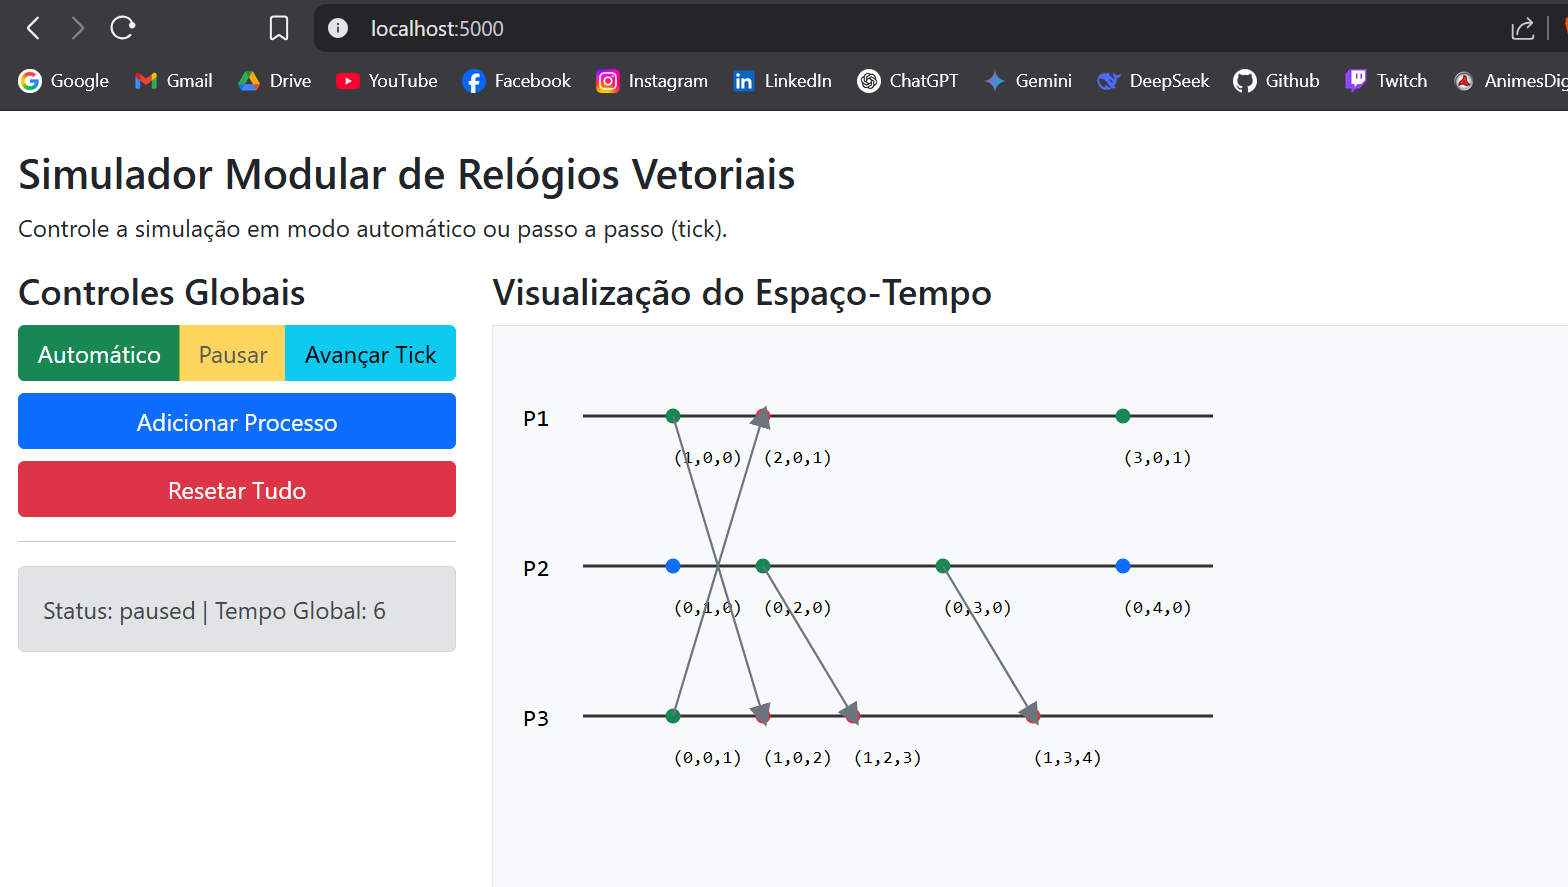 localhost:5000
Google Gmail Drive YouTube Facebook Instagram LinkedIn ChatGPT Gemini DeepSeek Github Twitch AnimesDig
Simulador Modular de Relógios Vetoriais
Controle a simulação em modo automático ou passo a passo (tick).
Controles Globais
Automático Pausar Avançar Tick
Adicionar Processo
Resetar Tudo
Status: paused | Tempo Global: 6
Visualização do Espaço-Tempo
P1
(1,0,0) (2,0,1) (3,0,1)
P2
(0,1,0) (0,2,0) (0,3,0) (0,4,0)
P3
(0,0,1) (1,0,2) (1,2,3) (1,3,4)